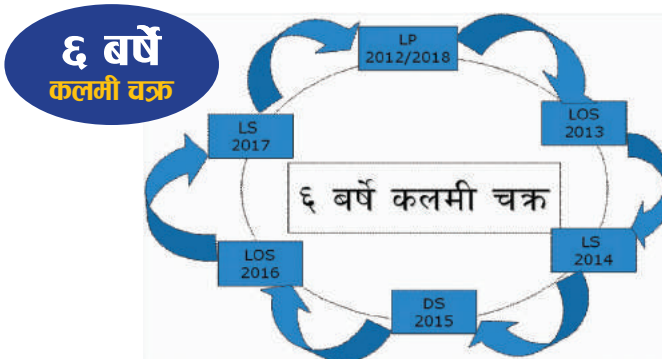 ६ बर्षे
कलमी चक्र
LP
2012/2018
LOS
2013
LS
2014
DS
2015
LOS
2016
LS
2017
६ बर्षे कलमी चक्र